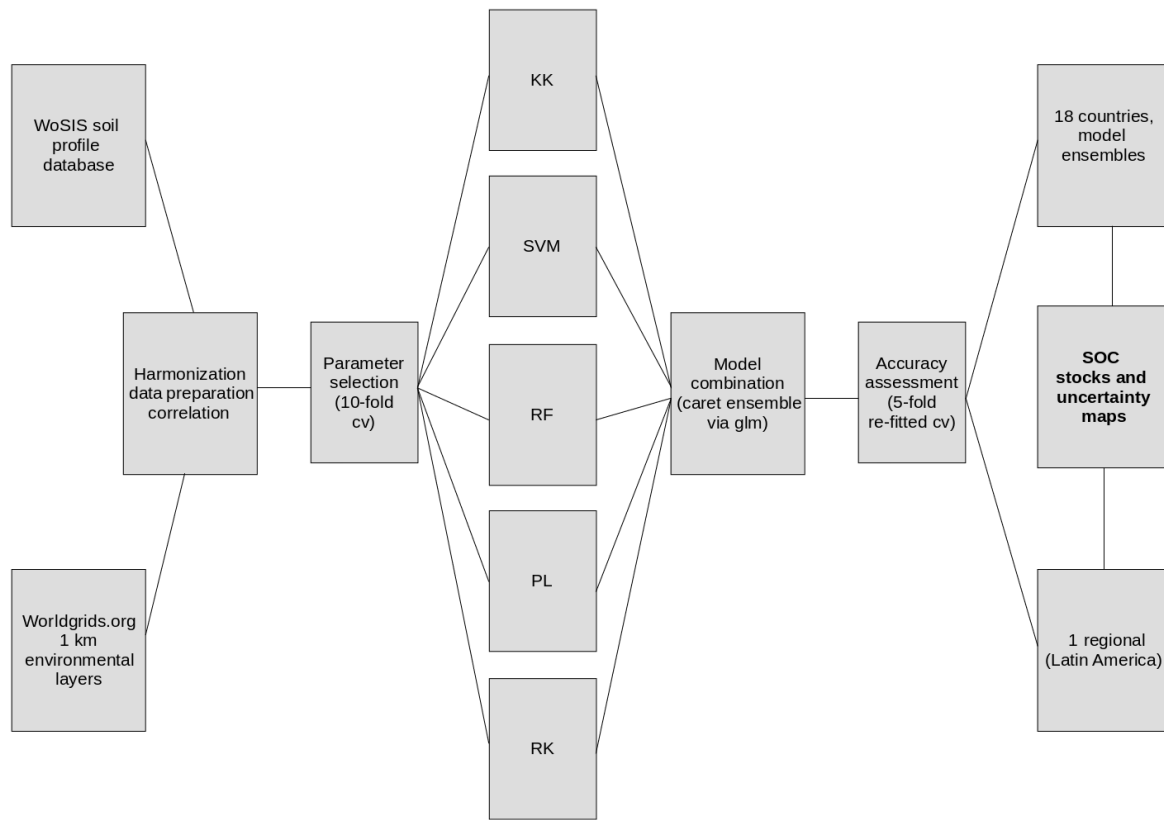 WoSIS soil
profile
database
Worldgrids.org
1 km
environmental
layers
Harmonization
data preparation
correlation
Parameter
selection
(10-fold
cv)
KK
SVM
RF
PL
RK
Model
combination
(caret ensemble
via glm)
Accuracy
assessment
(5-fold
re-fitted cv)
18 countries,
model
ensembles
SOC
stocks and
uncertainty
maps
1 regional
(Latin America)